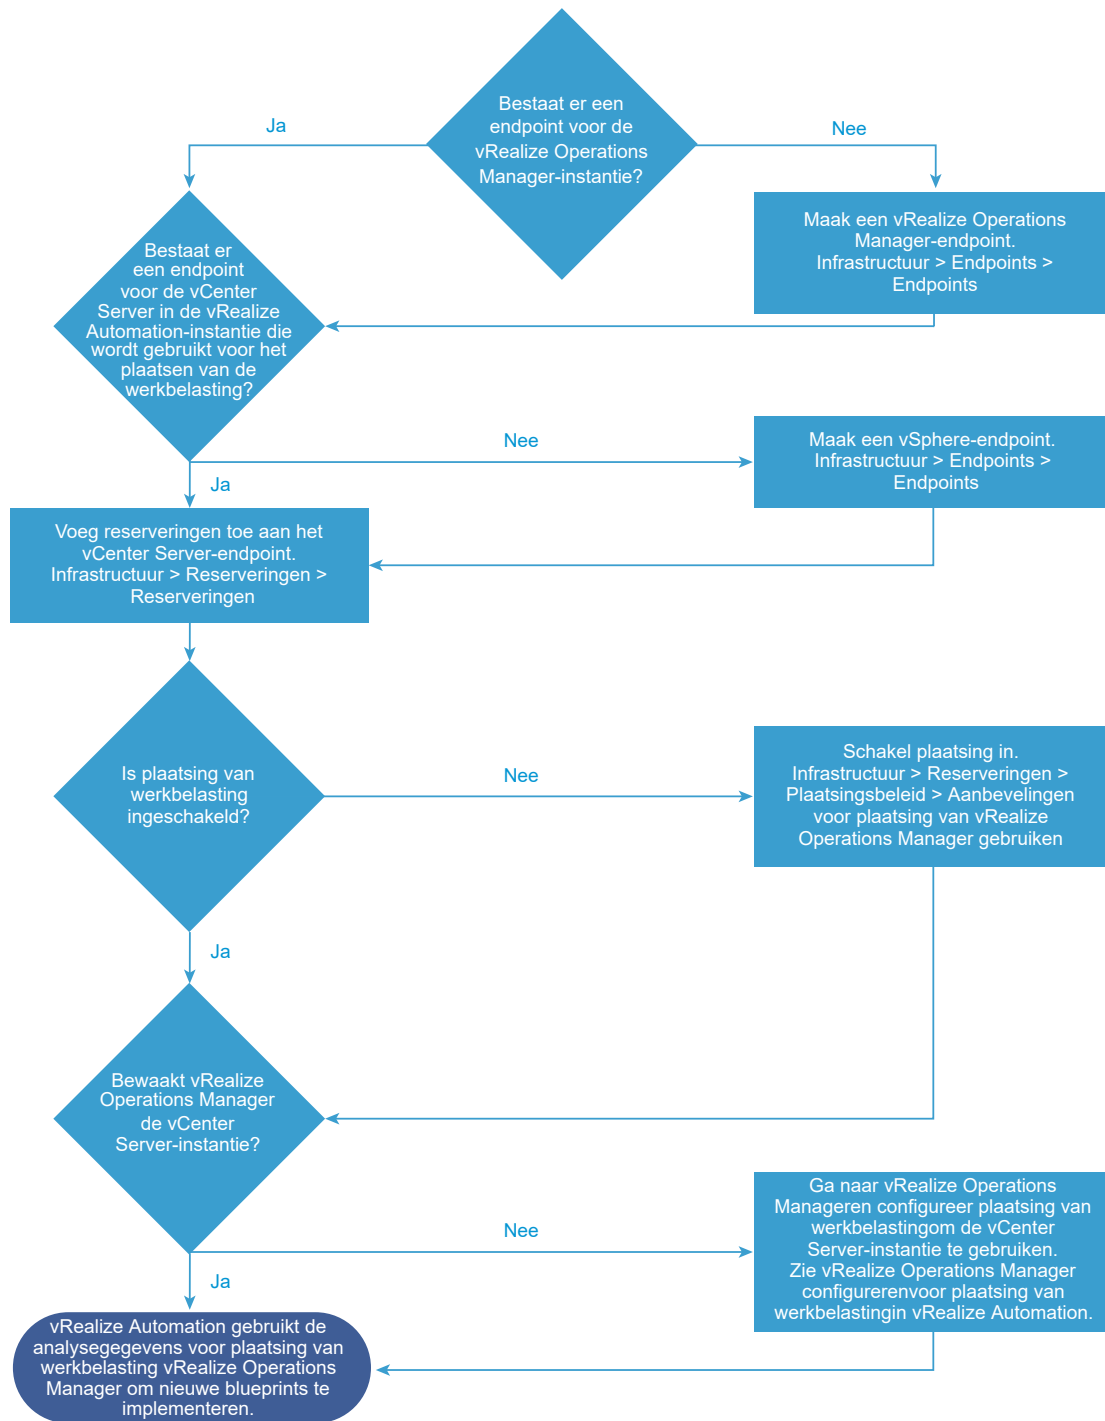 Bestaat er een
endpoint voor de
vRealize Operations
Manager-instantie?
Ja
Nee
Maak een vRealize Operations
Manager-endpoint.
Infrastructuur > Endpoints >
Endpoints
Bestaat er
een endpoint
voor de vCenter
Server in de vRealize
Automation-instantie die
wordt gebruikt voor het
plaatsen van de
werkbelasting?
Nee
Maak een vSphere-endpoint.
Infrastructuur > Endpoints >
Endpoints
Ja
Voeg reserveringen toe aan het
vCenter Server-endpoint.
Infrastructuur > Reserveringen >
Reserveringen
Is plaatsing van
werkbelasting
ingeschakeld?
Nee
Schakel plaatsing in.
Infrastructuur > Reserveringen >
Plaatsingsbeleid > Aanbevelingen
voor plaatsing van vRealize
Operations Manager gebruiken
Ja
Bewaakt vRealize
Operations Manager
de vCenter
Server-instantie?
Nee
Ga naar vRealize Operations
Manageren configureer plaatsing van
werkbelastingom de vCenter
Server-instantie te gebruiken.
Zie vRealize Operations Manager
configurerenvoor plaatsing van
werkbelastingin vRealize Automation.
Ja
vRealize Automation gebruikt de
analysegegevens voor plaatsing van
werkbelasting vRealize Operations
Manager om nieuwe blueprints te
implementeren.